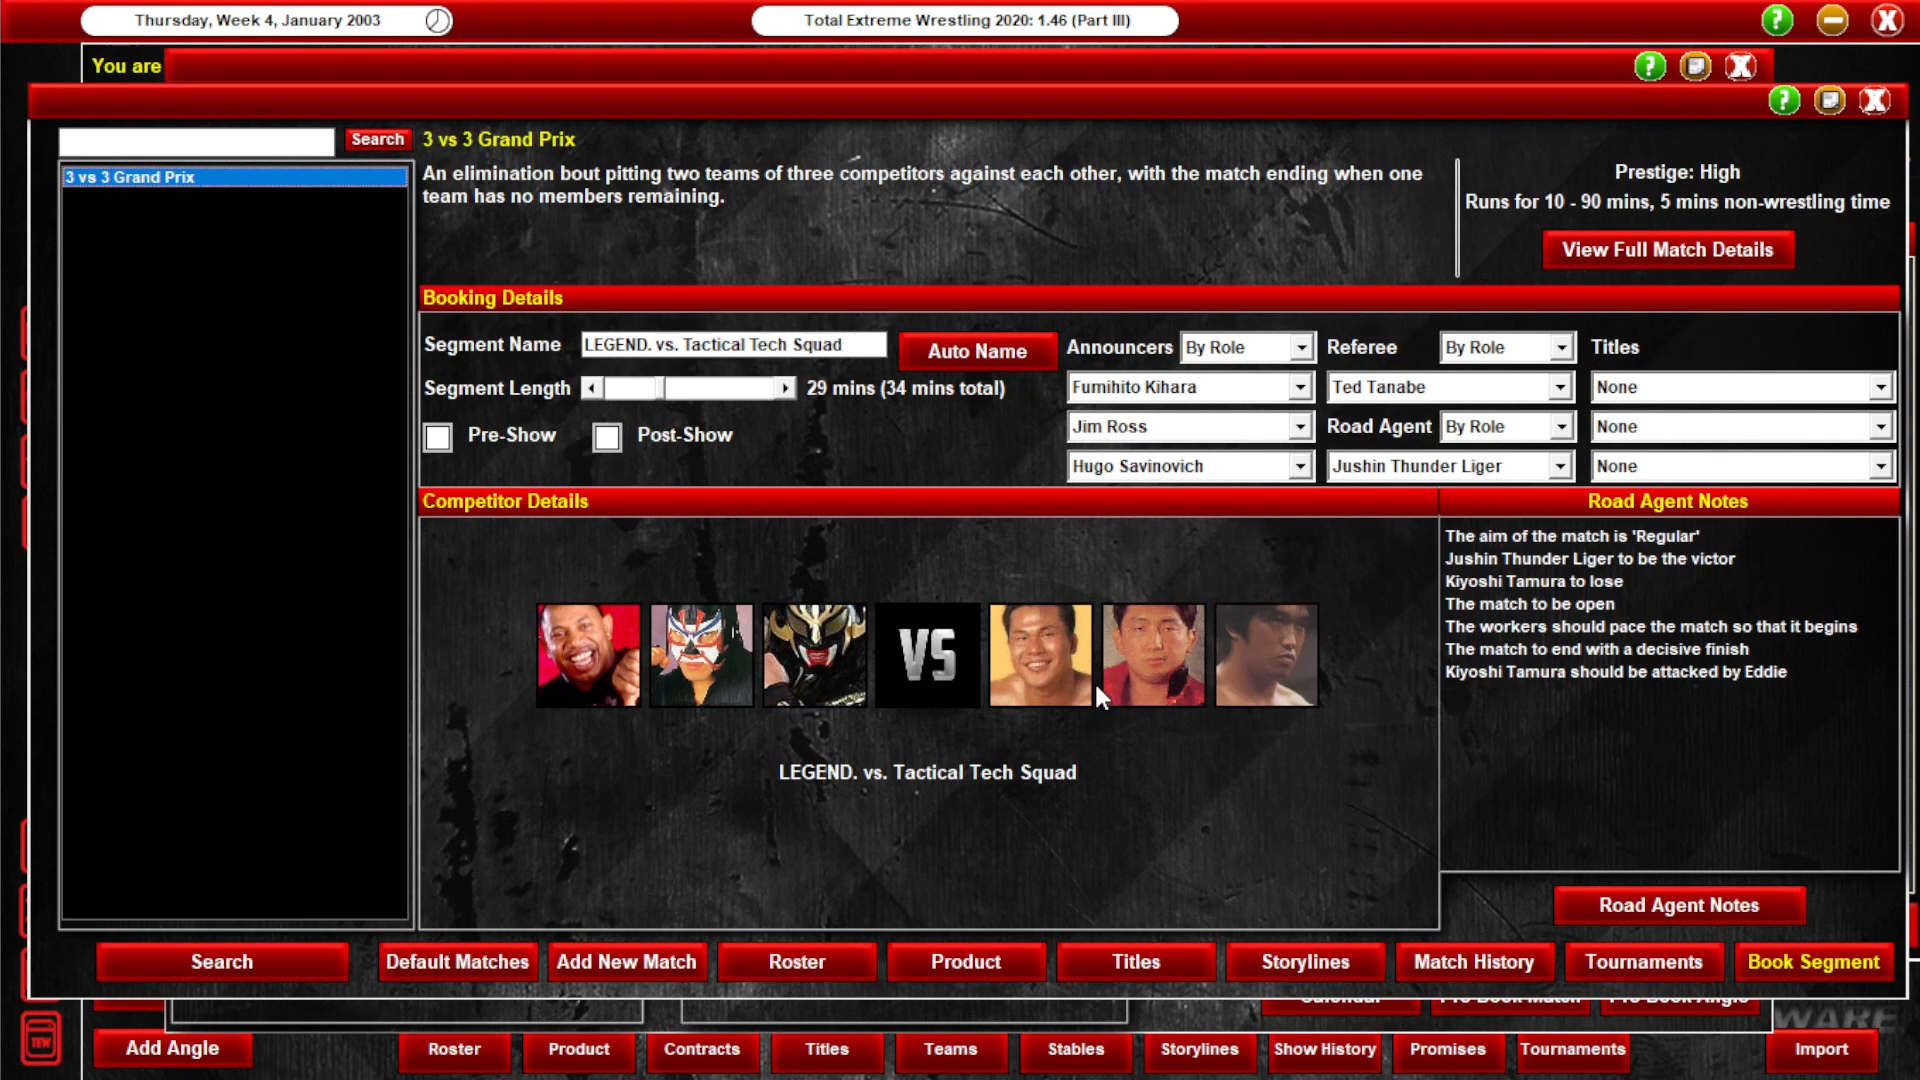 Thursday, Week 4, January 2003
Total Extreme Wrestling 2020: 1.46 (Part III)
You are
Search
3 vs 3 Grand Prix
3 vs 3 Grand Prix
An elimination bout pitting two teams of three competitors against each other, with the match ending when one
team has no members remaining.
Prestige: High
Runs for 10 - 90 mins, 5 mins non-wrestling time
View Full Match Details
Booking Details
Segment Name
LEGEND. vs. Tactical Tech Squad
Auto Name
Announcers
By Role
Referee
By Role
Titles
Segment Length
29 mins (34 mins total)
Fumihito Kihara
Ted Tanabe
None
Pre-Show
Post-Show
Jim Ross
Road Agent
By Role
None
Hugo Savinovich
Jushin Thunder Liger
None
Competitor Details
Road Agent Notes
The aim of the match is 'Regular'
Jushin Thunder Liger to be the victor
Kiyoshi Tamura to lose
The match to be open
The workers should pace the match so that it begins
The match to end with a decisive finish
Kiyoshi Tamura should be attacked by Eddie
VS
LEGEND. vs. Tactical Tech Squad
Road Agent Notes
Search
Default Matches
Add New Match
Roster
Product
Titles
Storylines
Match History
Tournaments
Book Segment
Calendar
Pre Book Match
Pre Book Angle
WARE
TEW
Add Angle
Roster
Product
Contracts
Titles
Teams
Stables
Storylines
Show History
Promises
Tournaments
Import